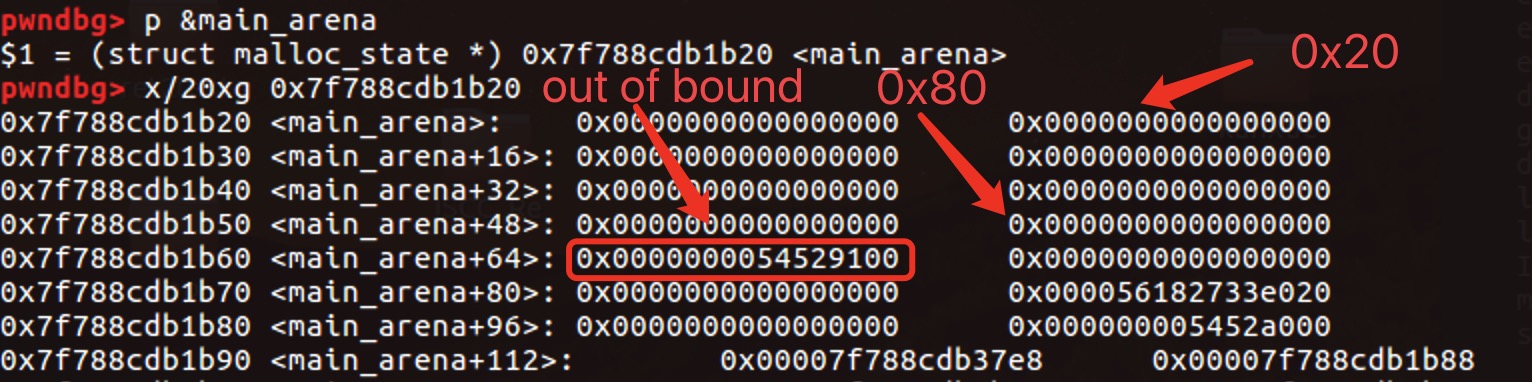 pwndbg> p &main_arena
$1 = (struct malloc_state *) 0x7f788cdb1b20 <main_arena>
0x20
pwndbg> x/20xg 0x7f788cdb1b20
out of bound
0x80
0x7f788cdb1b20 <main_arena>: 0x0000000000000000 0x0000000000000000
0x7f788cdb1b30 <main_arena+16>: 0x0000000000000000 0x0000000000000000
0x7f788cdb1b40 <main_arena+32>: 0x0000000000000000 0x0000000000000000
0x7f788cdb1b50 <main_arena+48>: 0x0000000000000000 0x0000000000000000
0x7f788cdb1b60 <main_arena+64>: 0x0000000054529100 0x0000000000000000
0x7f788cdb1b70 <main_arena+80>: 0x0000000000000000 0x000056182733e020
0x7f788cdb1b80 <main_arena+96>: 0x0000000000000000 0x000000005452a000
0x7f788cdb1b90 <main_arena+112>: 0x00007f788cdb37e8 0x00007f788cdb1b88